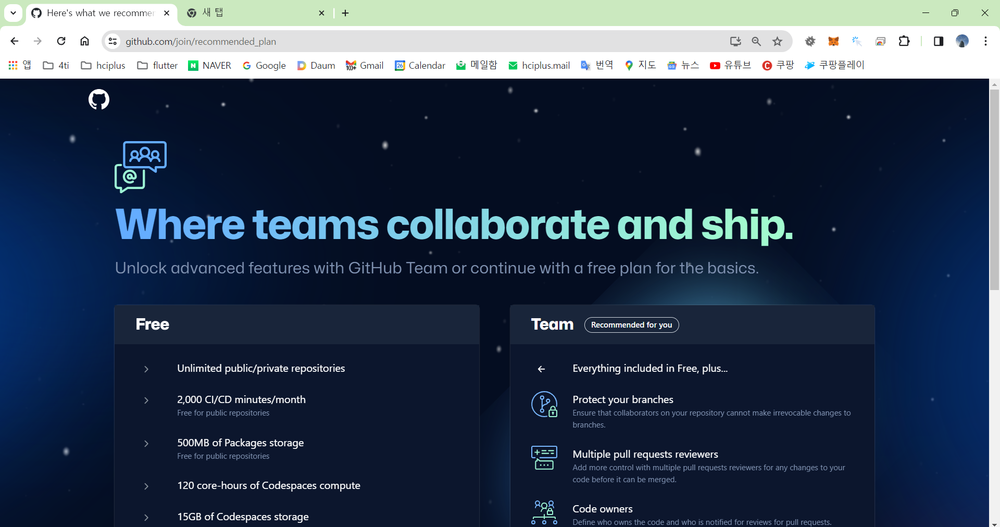 Here's what we recommen
새 탭
github.com/join/recommended_plan
앱
4ti
hciplus
flutter
NAVER
Google
Daum
Gmail
Calendar
메일함
hciplus.mail
번역
지도
뉴스
유튜브
쿠팡
쿠팡플레이
Where teams collaborate and ship.
Unlock advanced features with GitHub Team or continue with a free plan for the basics.
Free
Unlimited public/private repositories
2,000 CI/CD minutes/month
Free for public repositories
500MB of Packages storage
Free for public repositories
120 core-hours of Codespaces compute
15GB of Codespaces storage
Team
Recommended for you
Everything included in Free, plus...
Protect your branches
Ensure that collaborators on your repository cannot make irrevocable changes to
branches.
Multiple pull requests reviewers
Add more control with multiple pull requests reviewers for any changes to your
code before it can be merged.
Code owners
Define who owns the code and who is notified for reviews for pull requests.